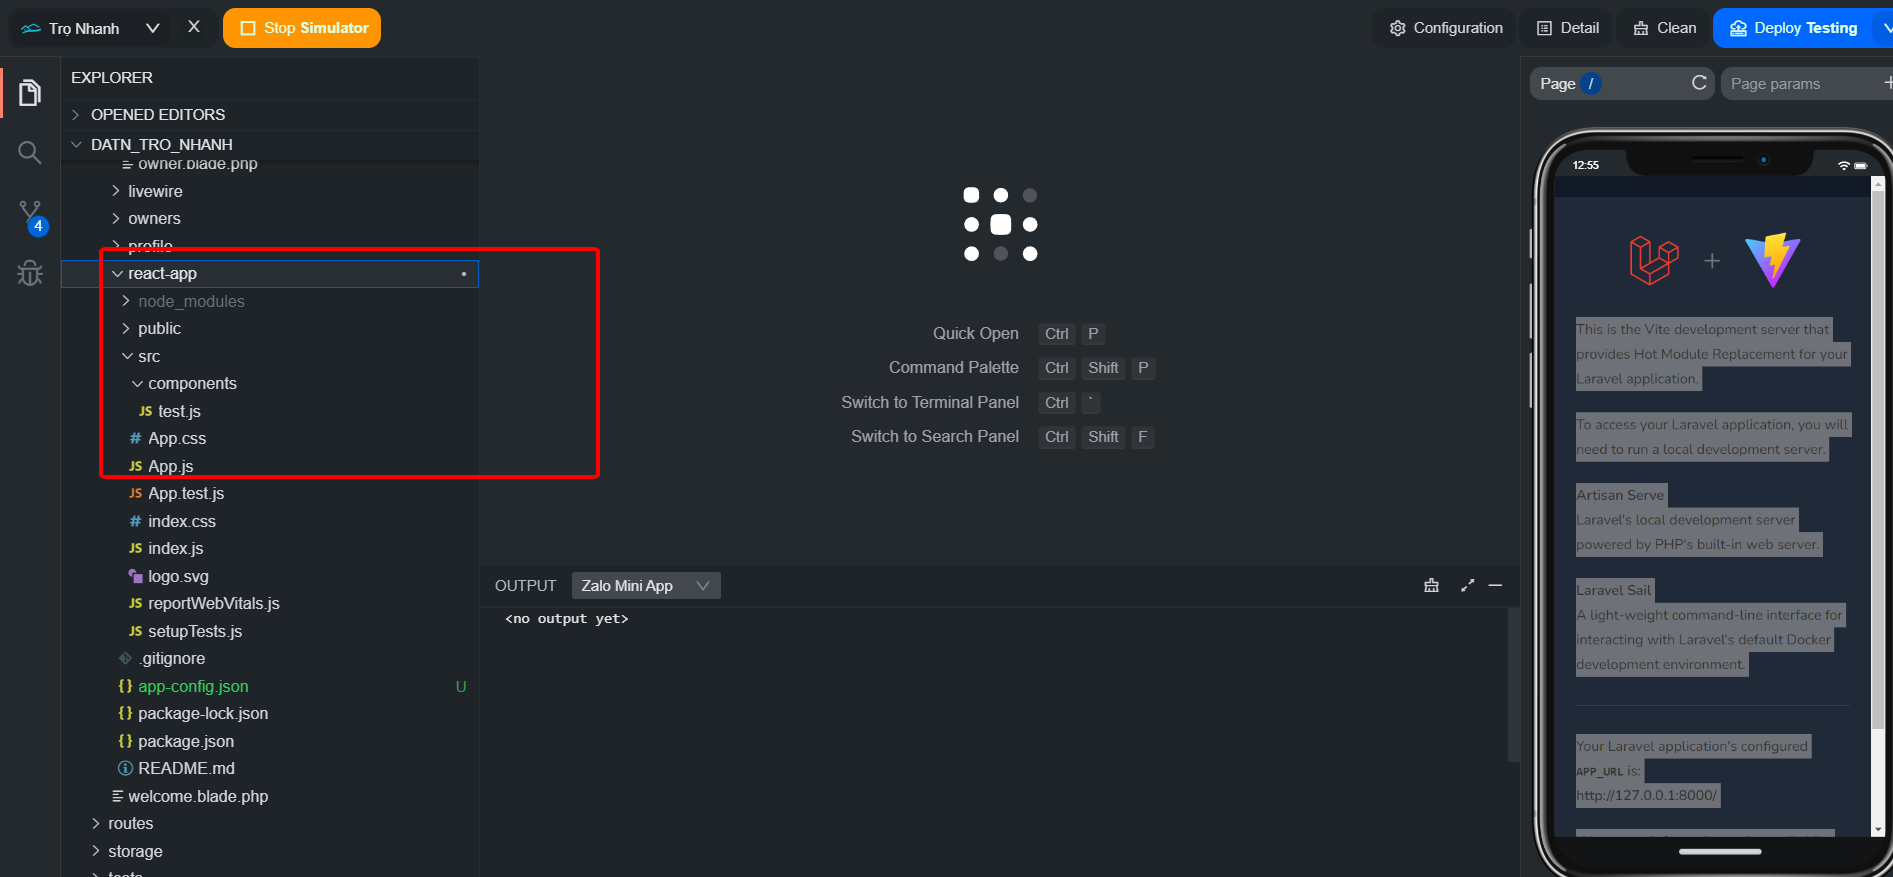 Trọ Nhanh
X
Stop Simulator
Configuration
Detail
Clean
Deploy Testing
EXPLORER
OPENED EDITORS
DATN_TRO_NHANH
owner.blade.php
livewire
owners
profile
react-app
node_modules
public
src
components
JS test.js
# App.css
JS App.js
JS App.test.js
# index.css
JS index.js
logo.svg
JS reportWebVitals.js
JS setupTests.js
.gitignore
{} app-config.json U
{} package-lock.json
{} package.json
README.md
welcome.blade.php
routes
storage
tests
4
Quick Open Ctrl P
Command Palette Ctrl Shift P
Switch to Terminal Panel Ctrl `
Switch to Search Panel Ctrl Shift F
OUTPUT Zalo Mini App
<no output yet>
Page /
Page params +
12:55
+
This is the Vite development server that
provides Hot Module Replacement for your
Laravel application.
To access your Laravel application, you will
need to run a local development server.
Artisan Serve
Laravel's local development server
powered by PHP's built-in web server.
Laravel Sail
A light-weight command-line interface for
interacting with Laravel's default Docker
development environment.
Your Laravel application's configured
APP_URL is:
http://127.0.0.1:8000/